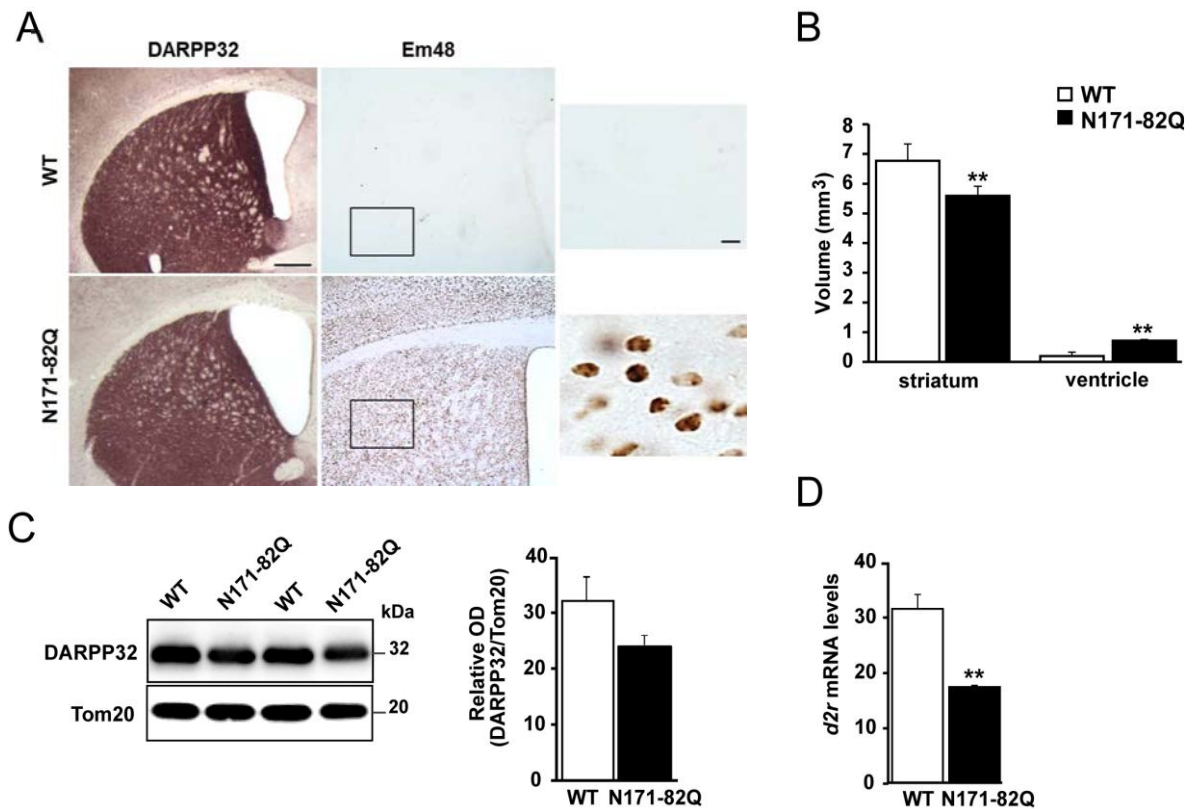 A
DARPP32 Em48
WT
N171-82Q
B
WT
N171-82Q
Volume (mm³)
8
7
6
5
4
3
2
1
0
**
**
striatum ventricle
C
WT N171-82Q WT N171-82Q
kDa
DARPP32
32
Tom20
20
Relative OD
(DARPP32/Tom20)
40
30
20
10
0
WT N171-82Q
D
d2r mRNA levels
40
30
20
10
0
**
WT N171-82Q